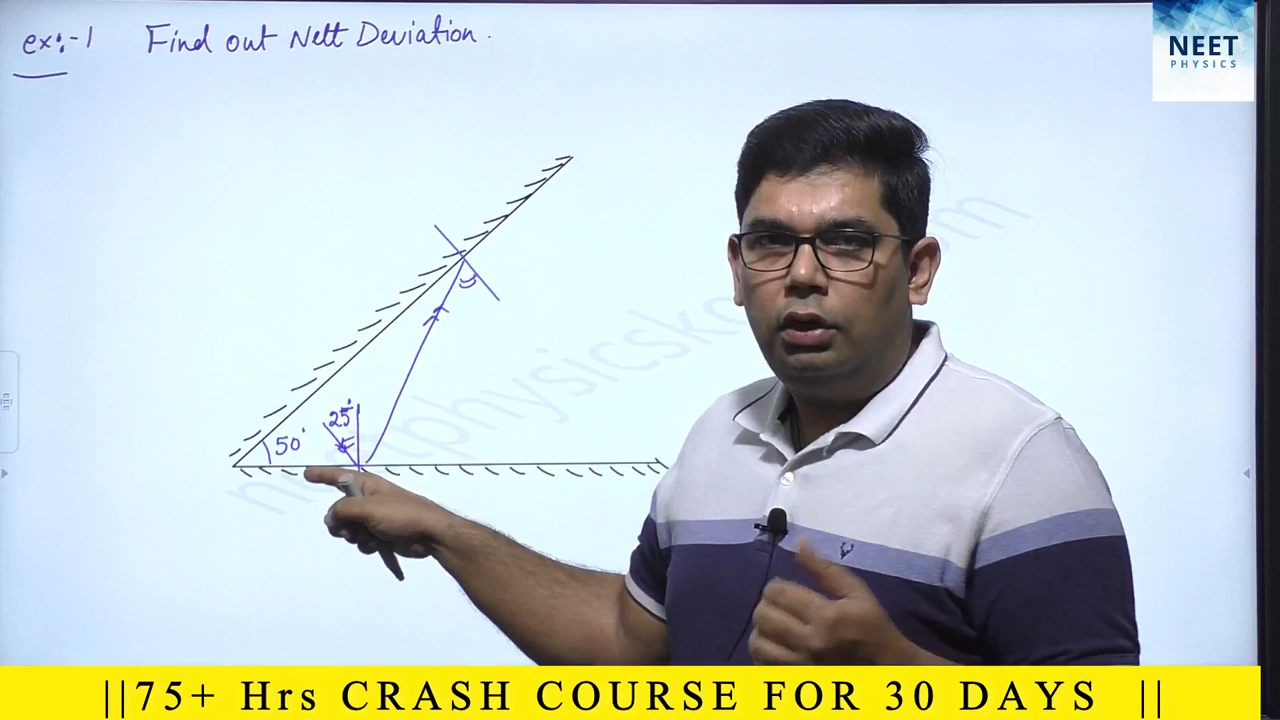 ex:-1 Find out Nett Deviation.
NEET
PHYSICS
25°
50°
||75+ Hrs CRASH COURSE FOR 30 DAYS ||